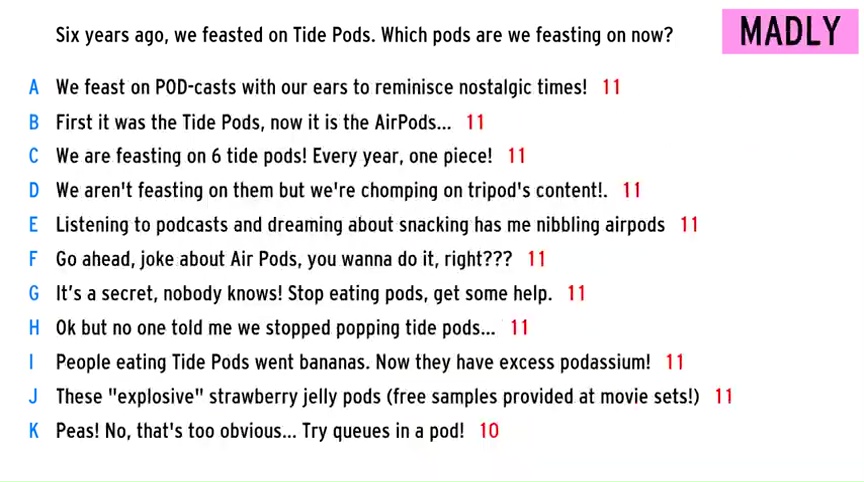 Six years ago, we feasted on Tide Pods. Which pods are we feasting on now?
MADLY
A We feast on POD-casts with our ears to reminisce nostalgic times! 11
B First it was the Tide Pods, now it is the AirPods... 11
C We are feasting on 6 tide pods! Every year, one piece! 11
D We aren't feasting on them but we're chomping on tripod's content!. 11
E Listening to podcasts and dreaming about snacking has me nibbling airpods 11
F Go ahead, joke about Air Pods, you wanna do it, right??? 11
G It's a secret, nobody knows! Stop eating pods, get some help. 11
H Ok but no one told me we stopped popping tide pods... 11
I People eating Tide Pods went bananas. Now they have excess podassium! 11
J These "explosive" strawberry jelly pods (free samples provided at movie sets!) 11
K Peas! No, that's too obvious... Try queues in a pod! 10